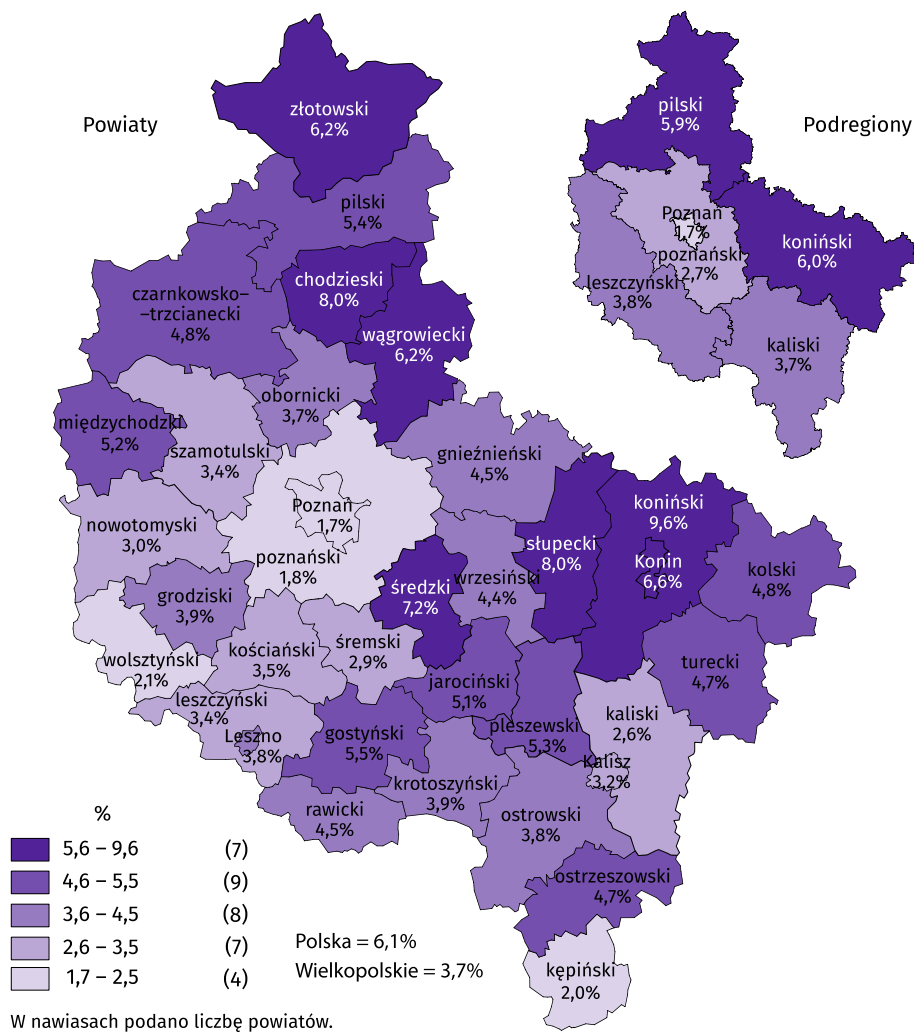 Powiaty
złotowski
6,2%
pilski
5,4%
chodzieski
8,0%
czarnkowsko–
–trzcianecki
4,8%
wągrowiecki
6,2%
obornicki
3,7%
międzychodzki
5,2%
szamotulski
3,4%
gnieźnieński
4,5%
Poznań
1,7%
poznański
1,8%
nowotomyski
3,0%
koniński
9,6%
Konin
6,6%
słupecki
8,0%
kolski
4,8%
średzki
7,2%
wrzesiński
4,4%
grodziski
3,9%
wolsztyński
2,1%
kościański
3,5%
śremski
2,9%
turecki
4,7%
jarociński
5,1%
leszczyński
3,4%
Leszno
3,8%
gostyński
5,5%
pleszewski
5,3%
kaliski
2,6%
Kalisz
3,2%
krotoszyński
3,9%
rawicki
4,5%
ostrowski
3,8%
ostrzeszowski
4,7%
kępiński
2,0%
Podregiony
pilski
5,9%
Poznań
1,7%
poznański
2,7%
koniński
6,0%
leszczyński
3,8%
kaliski
3,7%
%
5,6 – 9,6 (7)
4,6 – 5,5 (9)
3,6 – 4,5 (8)
2,6 – 3,5 (7)
1,7 – 2,5 (4)
Polska = 6,1%
Wielkopolskie = 3,7%
W nawiasach podano liczbę powiatów.